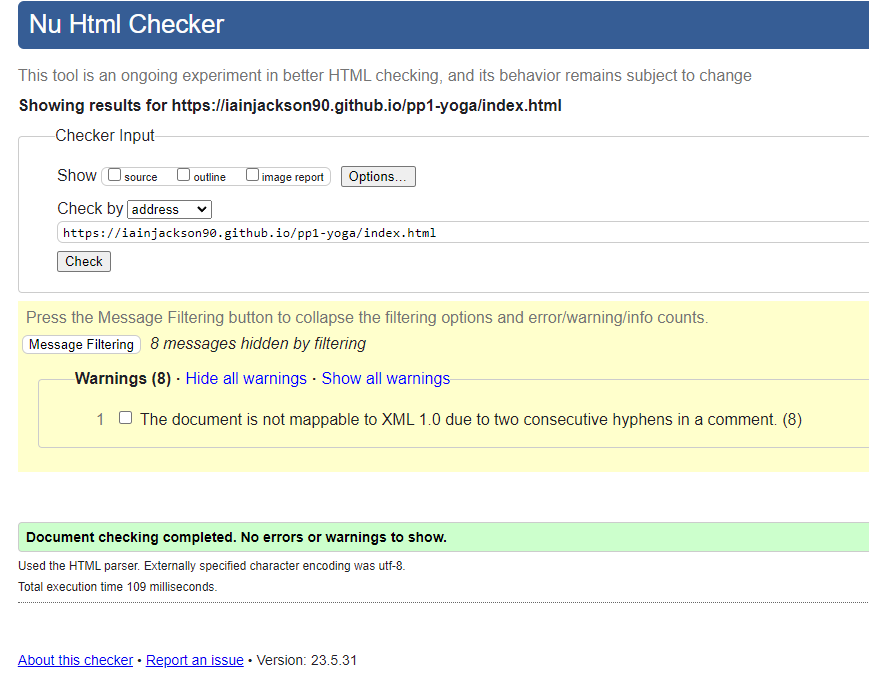 Nu Html Checker
This tool is an ongoing experiment in better HTML checking, and its behavior remains subject to change
Showing results for https://iainjackson90.github.io/pp1-yoga/index.html
Checker Input
Show source outline image report Options...
Check by address
https://iainjackson90.github.io/pp1-yoga/index.html
Check
Press the Message Filtering button to collapse the filtering options and error/warning/info counts.
Message Filtering 8 messages hidden by filtering
Warnings (8) · Hide all warnings · Show all warnings
1 The document is not mappable to XML 1.0 due to two consecutive hyphens in a comment. (8)
Document checking completed. No errors or warnings to show.
Used the HTML parser. Externally specified character encoding was utf-8.
Total execution time 109 milliseconds.
About this checker • Report an issue • Version: 23.5.31